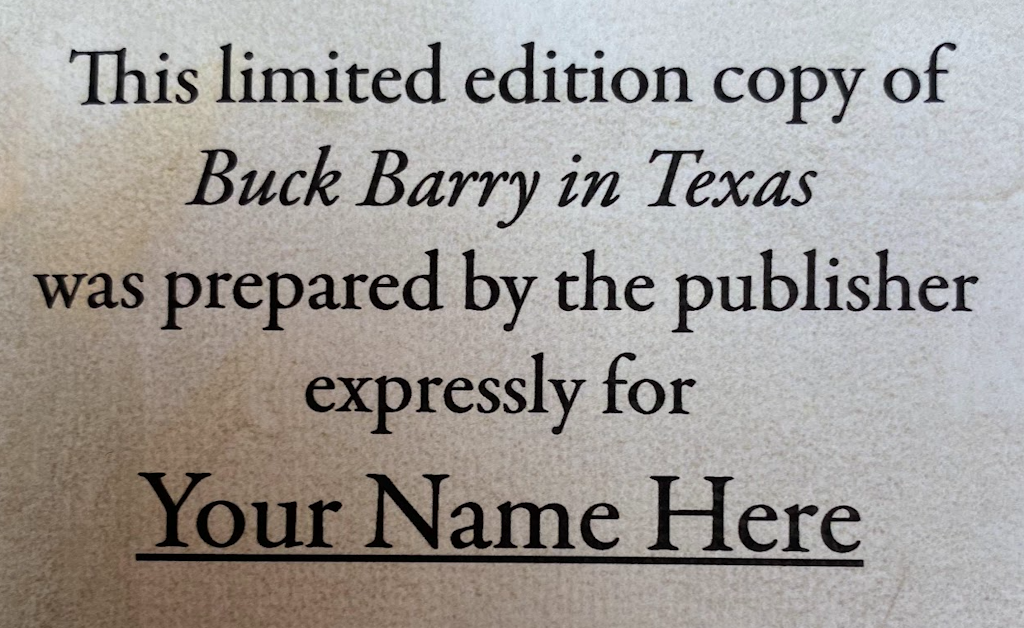 This limited edition copy of
Buck Barry in Texas
was prepared by the publisher
expressly for
Your Name Here